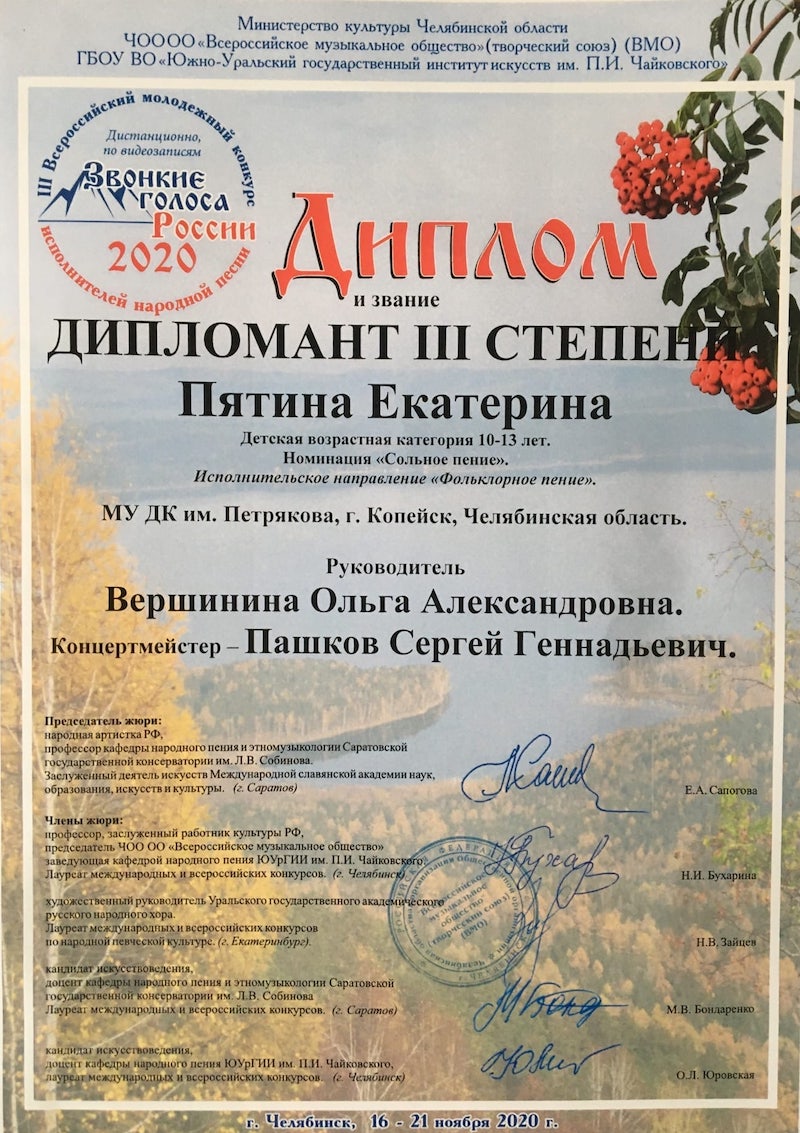 Министерство культуры Челябинской области
ЧОООО «Всероссийское музыкальное общество» (творческий союз) (ВМО)
ГБОУ ВО «Южно-Уральский государственный институт искусств им. П.И. Чайковского»
III Всероссийский молодежный конкурс
Дистанционно,
по видеозаписям
Звонкие
голоса
России
2020
исполнителей народной песни
Диплом
и звание
ДИПЛОМАНТ III СТЕПЕНИ
Пятина Екатерина
Детская возрастная категория 10-13 лет.
Номинация «Сольное пение».
Исполнительское направление «Фольклорное пение».
МУ ДК им. Петрякова, г. Копейск, Челябинская область.
Руководитель
Вершинина Ольга Александровна.
Концертмейстер – Пашков Сергей Геннадьевич.
Председатель жюри:
народная артистка РФ,
профессор кафедры народного пения и этномузыкологии Саратовской
государственной консерватории им. Л.В. Собинова.
Заслуженный деятель искусств Международной славянской академии наук,
образования, искусств и культуры. (г. Саратов)
Е.А. Сапогова
Члены жюри:
профессор, заслуженный работник культуры РФ,
председатель ЧОО ОО «Всероссийское музыкальное общество»
заведующая кафедрой народного пения ЮУрГИИ им. П.И. Чайковского.
Лауреат международных и всероссийских конкурсов. (г. Челябинск)
Н.И. Бухарина
художественный руководитель Уральского государственного академического
русского народного хора.
Лауреат международных и всероссийских конкурсов
по народной певческой культуре. (г. Екатеринбург).
Н.В, Зайцев
Всероссийское
музыкальное
общество
(творческий союз)
(ВМО)
кандидат искусствоведения,
доцент кафедры народного пения и этномузыкологии Саратовской
государственной консерватории им. Л.В. Собинова
Лауреат международных и всероссийских конкурсов. (г. Саратов)
М.В. Бондаренко
кандидат искусствоведения,
доцент кафедры народного пения ЮУрГИИ им. П.И. Чайковского,
лауреат международных и всероссийских конкурсов. (г. Челябинск)
О.Л. Юровская
г. Челябинск, 16 - 21 ноября 2020 г.